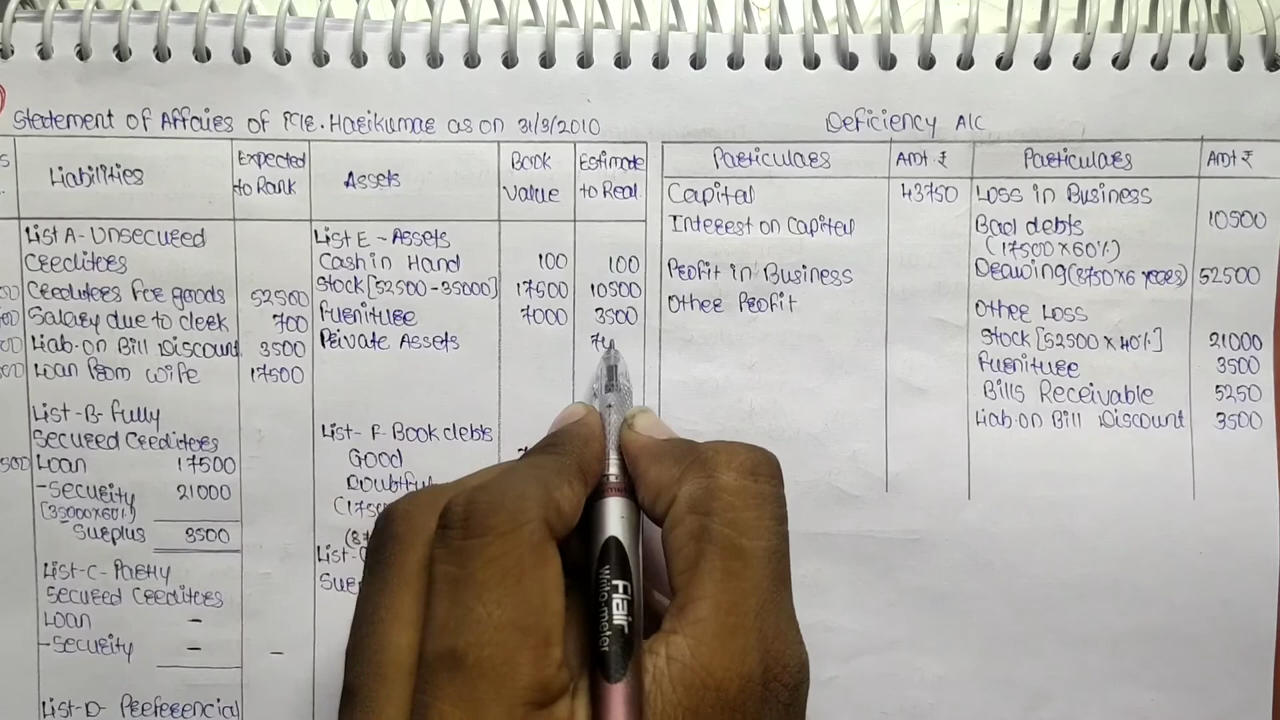 Statement of Affairs of Mr. Harikumar as on 31/3/2010
Liabilities
Expected to Rank
Assets
Book Value
Estimate to Real.
List A - Unsecured
Creditors
Creditors for goods 52500
Salary due to clerk 700
Liab. on Bill Discount 3500
Loan from wife 17500
List - B - Fully
Secured Creditors
Loan 17500
- Security 21000
(35000x60%)
Surplus 3500
List - C - Partly
Secured Creditors
Loan -
- Security - -
List - D - Preferencial
List E - Assets
Cash in Hand 100 100
Stock [52500-35000] 17500 10500
Furniture 7000 3500
Private Assets
List - F - Book debts
Good
Deficiency A/C
Particulars Amt ₹ Particulars Amt ₹
Capital 43750
Interest on Capital
Profit in Business
Other Profit
Loss in Business
Bad debts 10500
(17500x60%)
Drawing (8750x6 years) 52500
Other Loss
Stock [52500x40%] 21000
Furniture 3500
Bills Receivable 5250
Liab. on Bill Discount 3500
Flair
Writo-meter